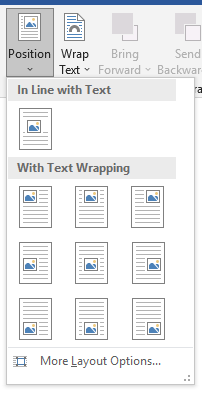 Position Wrap Bring Send
Text Forward Backwar
In Line with Text
With Text Wrapping
More Layout Options...